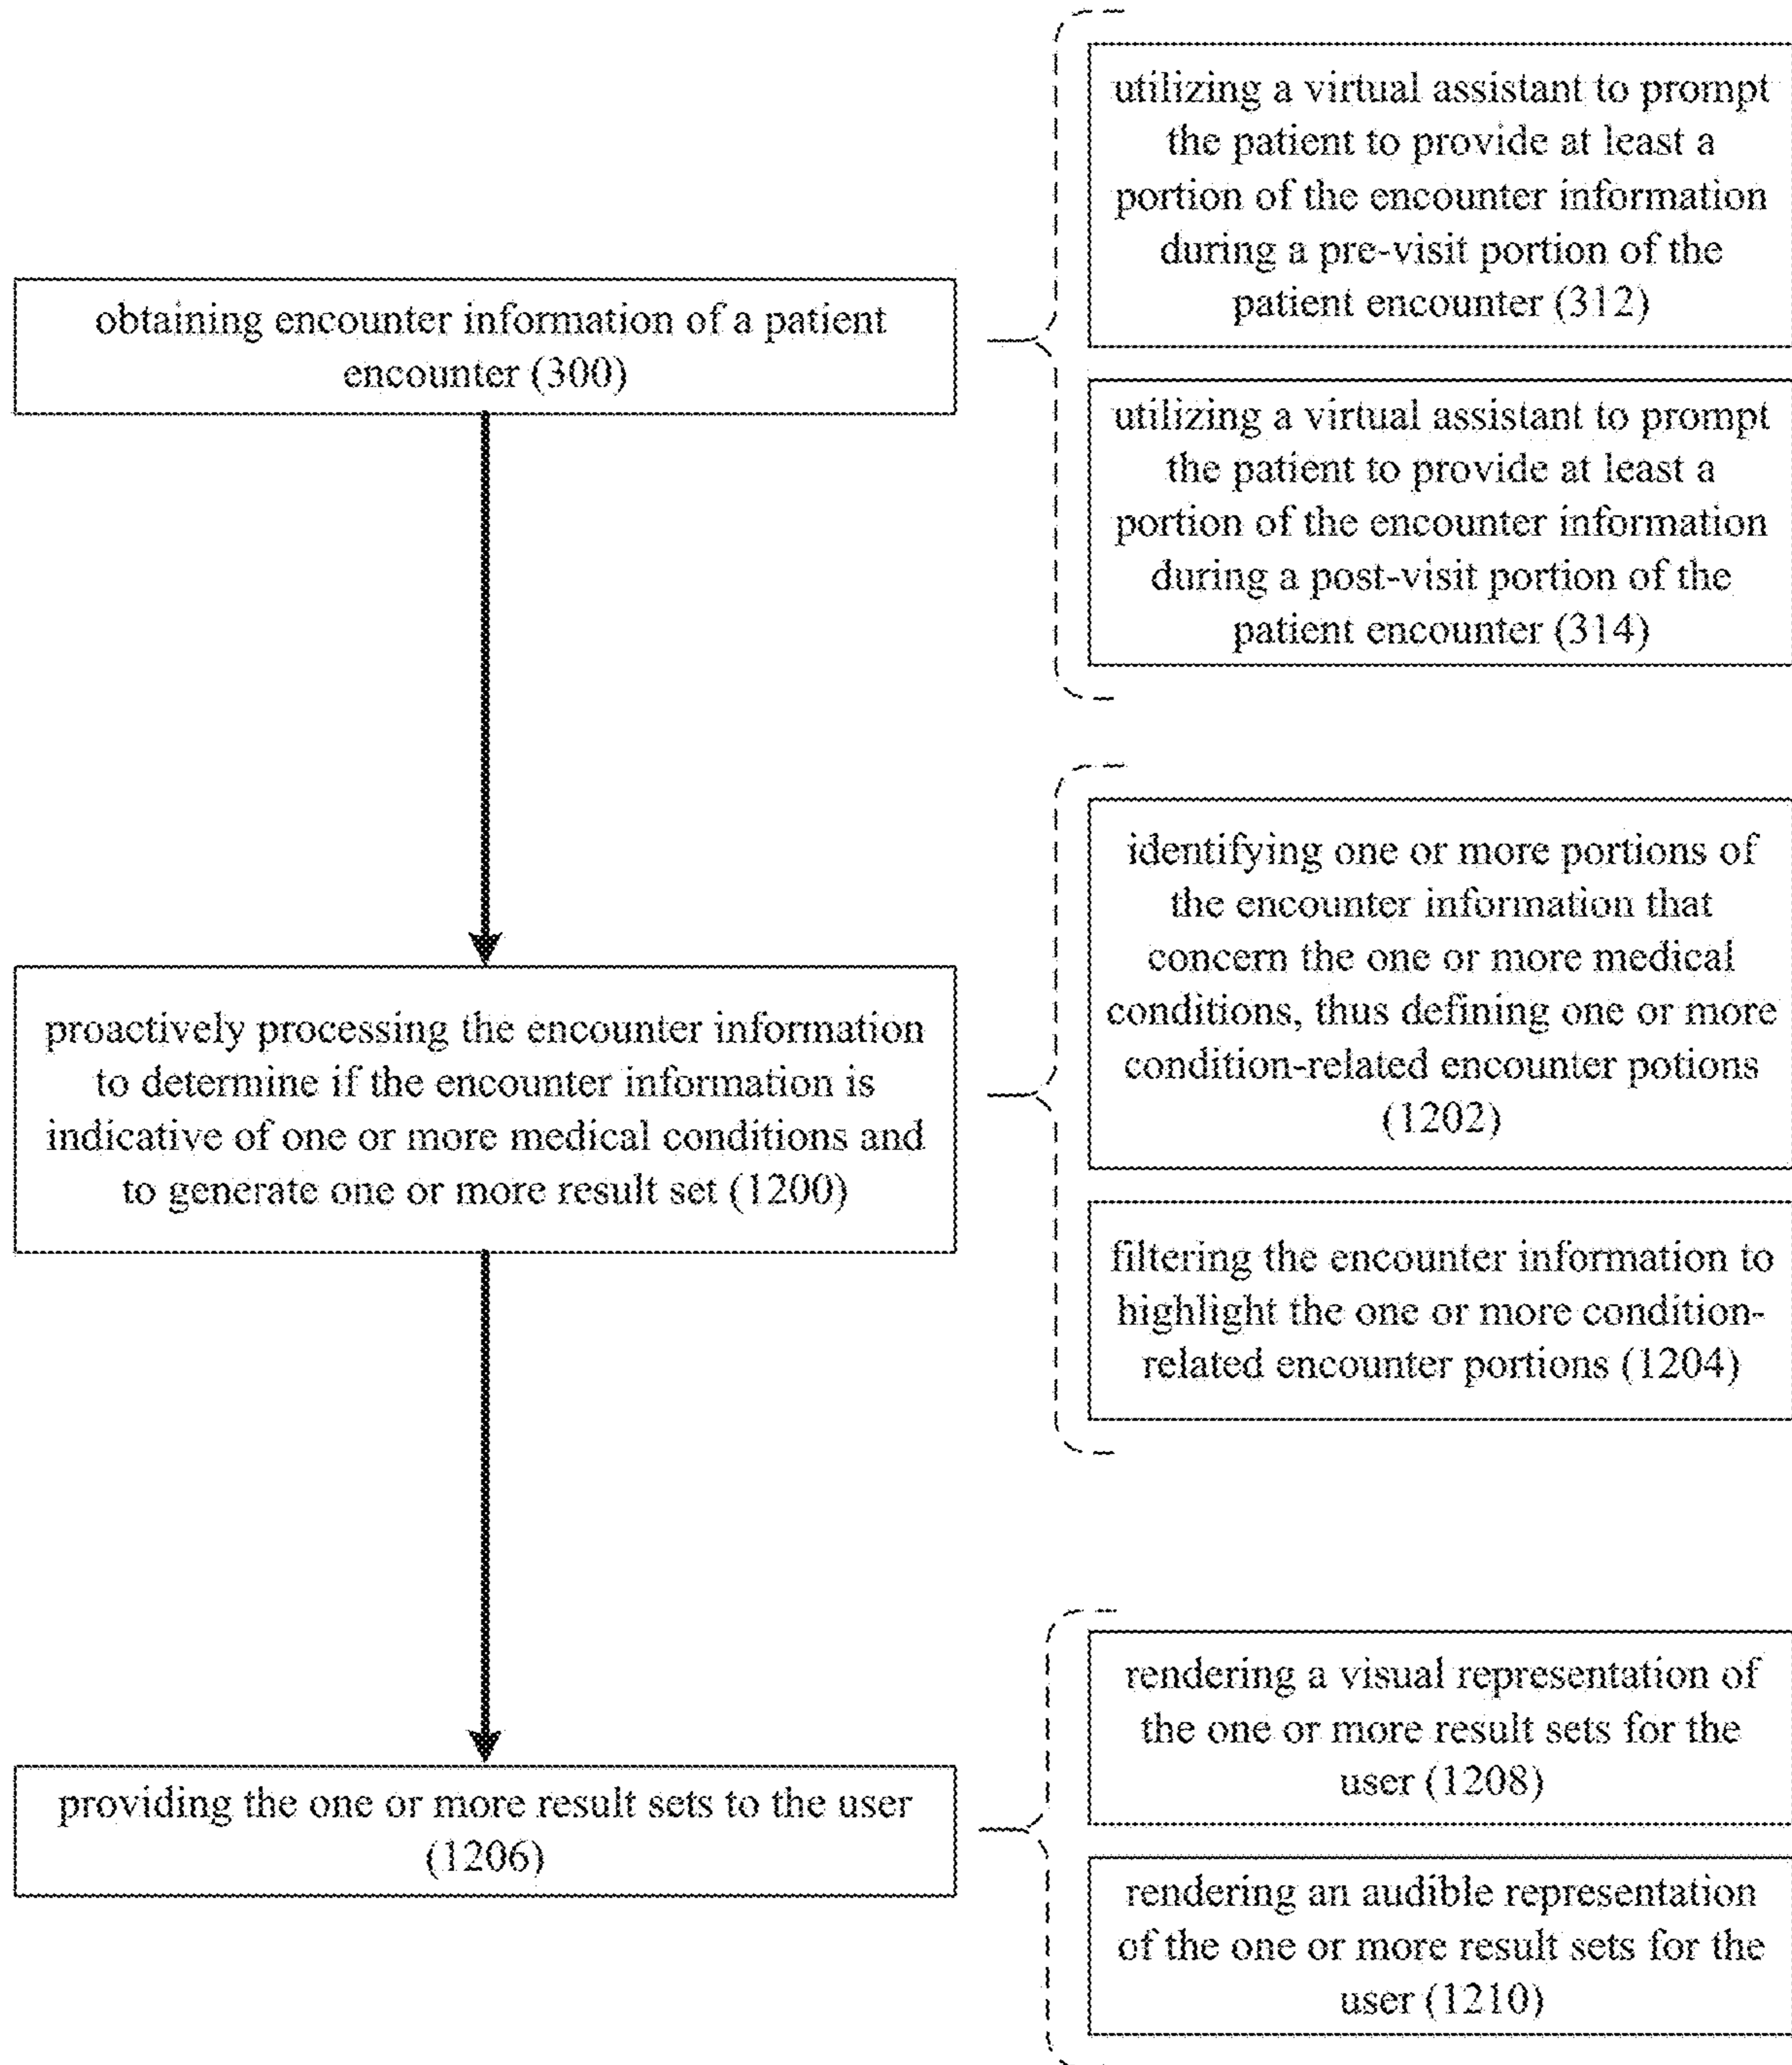 obtaining encounter information of a patient
encounter (300)
utilizing a virtual assistant to prompt
the patient to provide at least a
portion of the encounter information
during a pre-visit portion of the
patient encounter (312)
utilizing a virtual assistant to prompt
the patient to provide at least a
portion of the encounter information
during a post-visit portion of the
patient encounter (314)
proactively processing the encounter information
to determine if the encounter information is
indicative of one or more medical conditions and
to generate one or more result set (1200)
identifying one or more portions of
the encounter information that
concern the one or more medical
conditions, thus defining one or more
condition-related encounter potions
(1202)
filtering the encounter information to
highlight the one or more condition-
related encounter portions (1204)
providing the one or more result sets to the user
(1206)
rendering a visual representation of
the one or more result sets for the
user (1208)
rendering an audible representation
of the one or more result sets for the
user (1210)